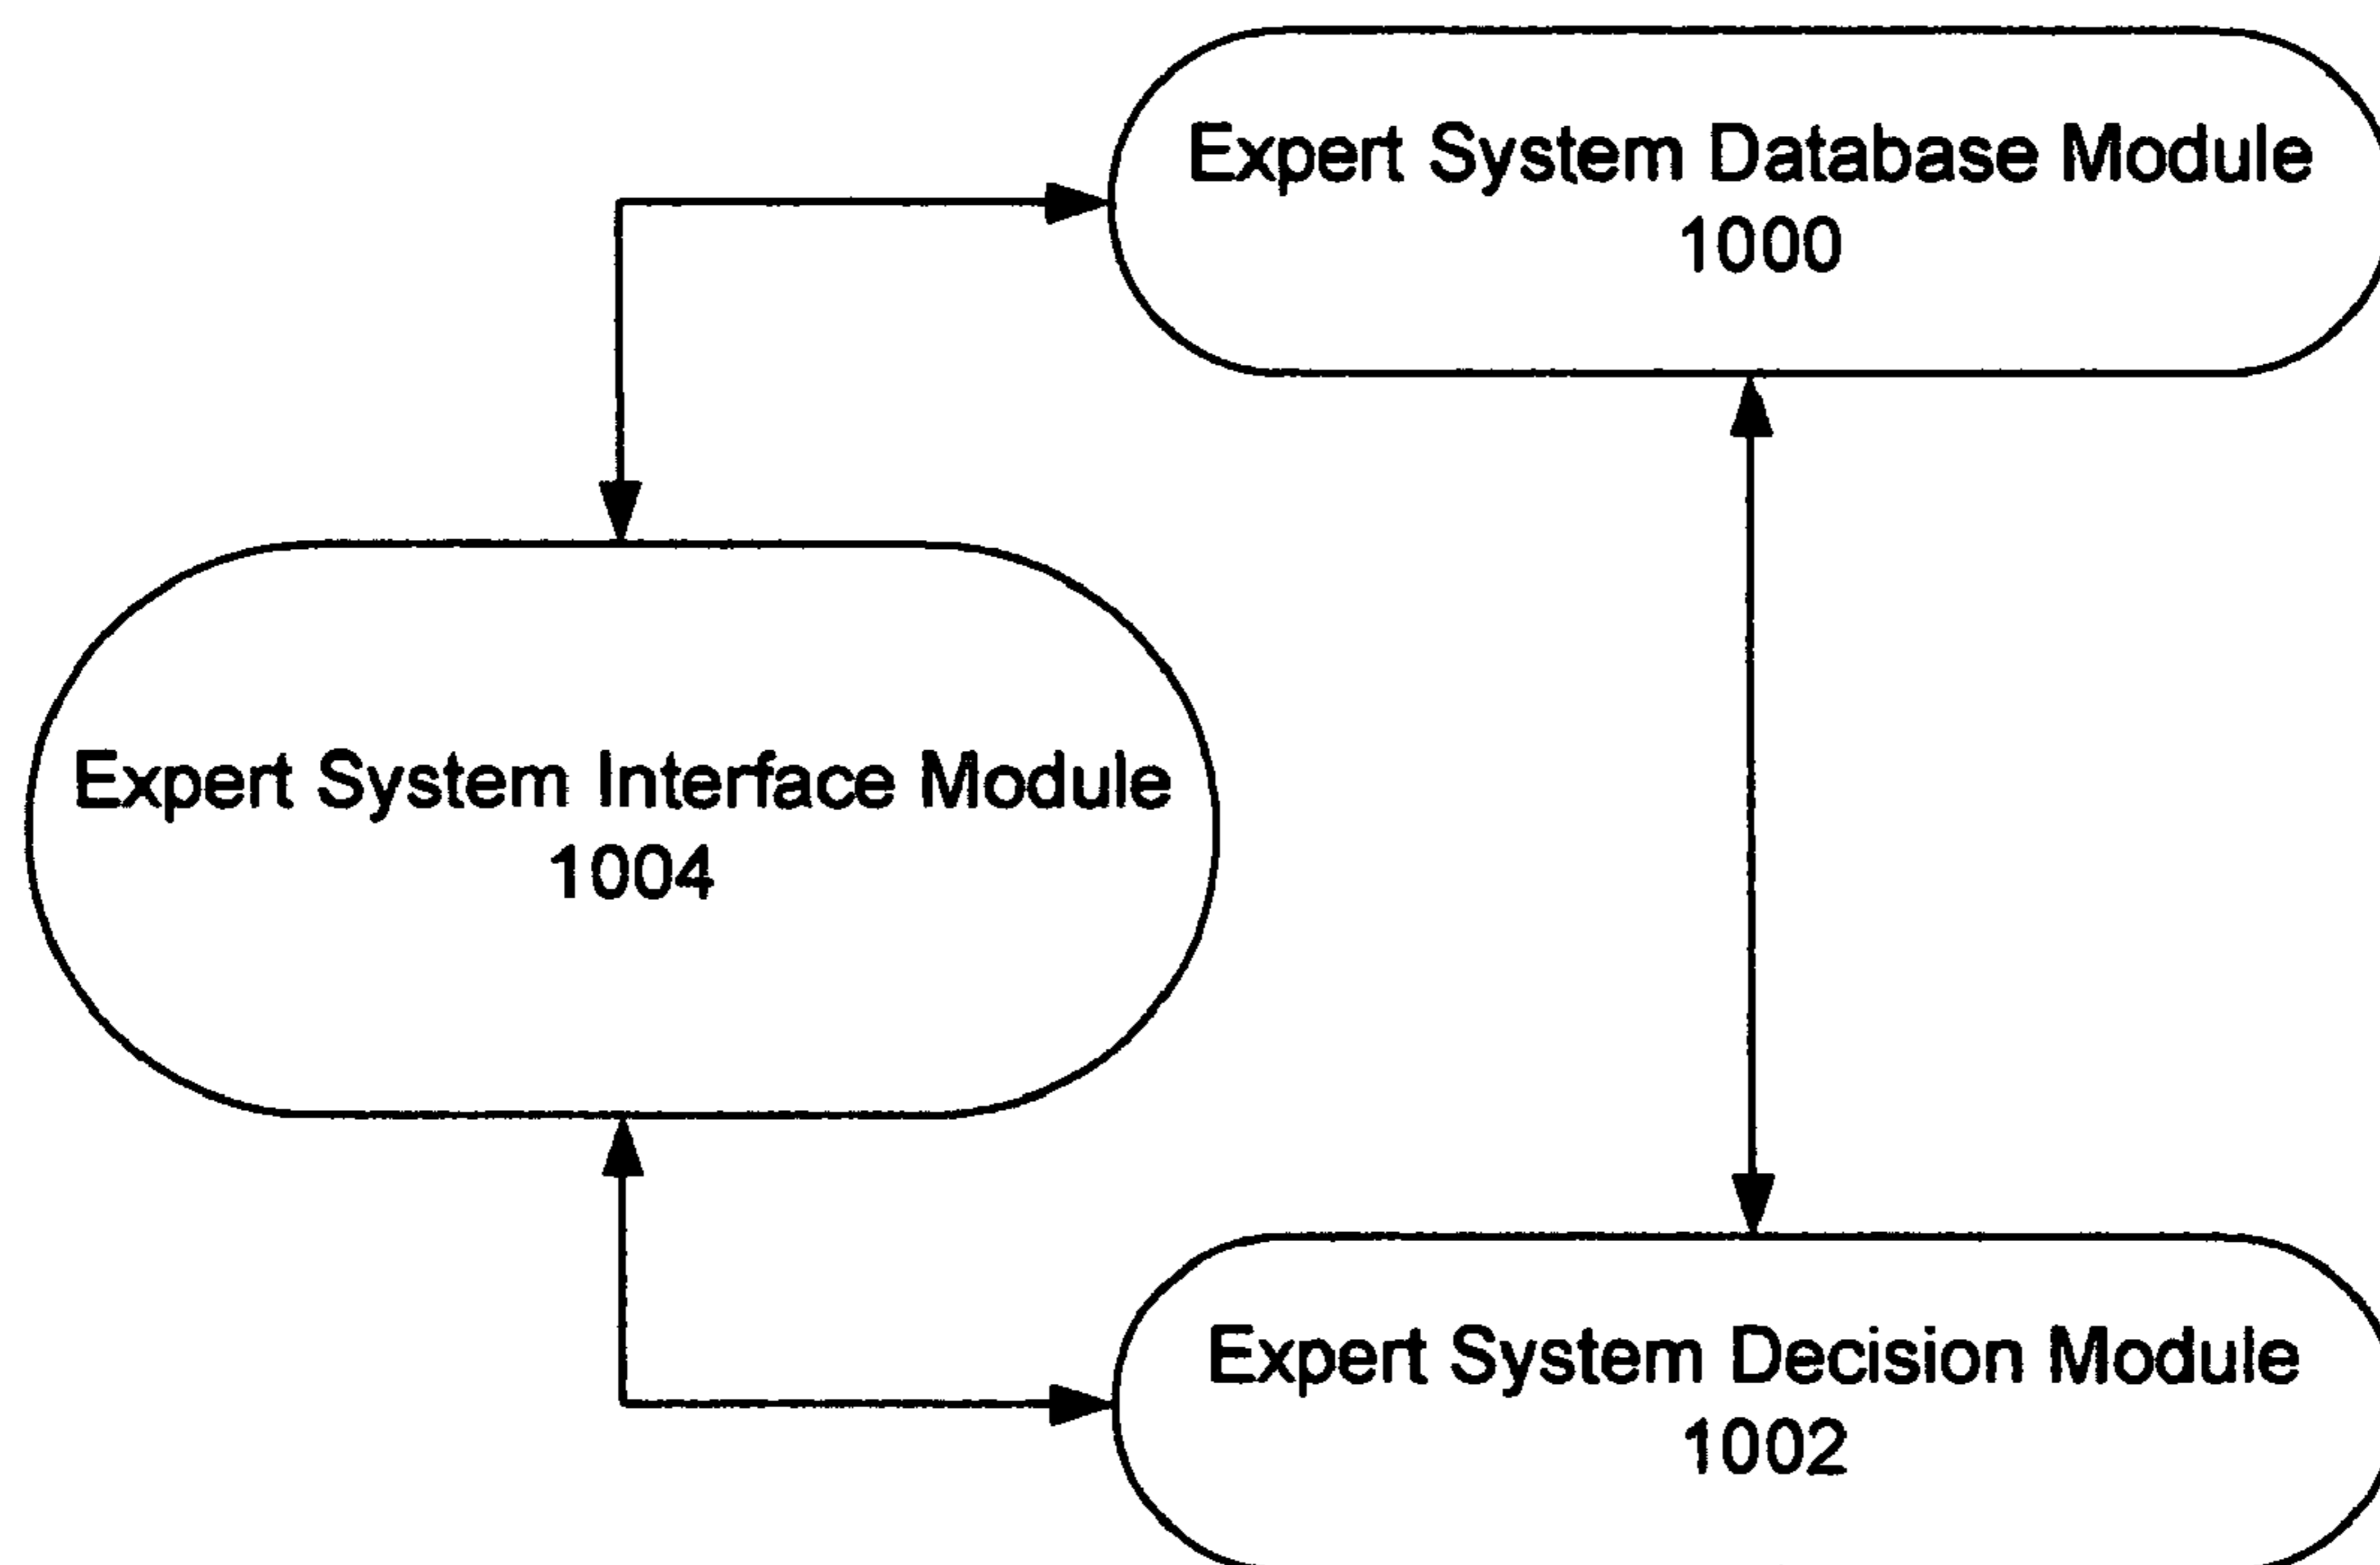 Expert System Database Module
1000
Expert System Interface Module
1004
Expert System Decision Module
1002